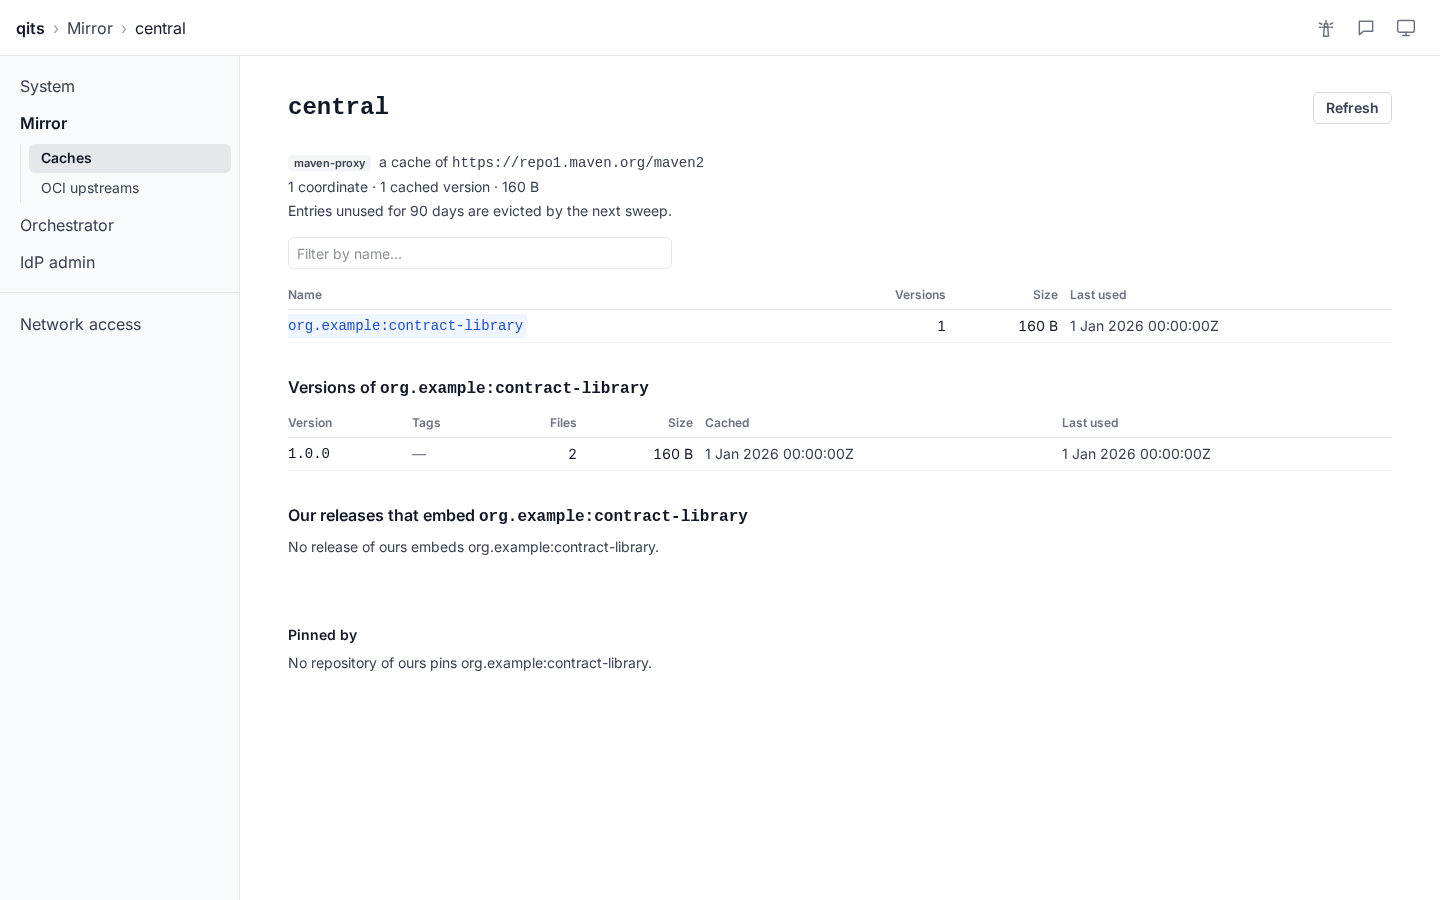 qits › Mirror › central
System
Mirror
Caches
OCI upstreams
Orchestrator
IdP admin
Network access
central
Refresh
maven-proxy a cache of https://repo1.maven.org/maven2
1 coordinate · 1 cached version · 160 B
Entries unused for 90 days are evicted by the next sweep.
Filter by name...
Name Versions Size Last used
org.example:contract-library 1 160 B 1 Jan 2026 00:00:00Z
Versions of org.example:contract-library
Version Tags Files Size Cached Last used
1.0.0 — 2 160 B 1 Jan 2026 00:00:00Z 1 Jan 2026 00:00:00Z
Our releases that embed org.example:contract-library
No release of ours embeds org.example:contract-library.
Pinned by
No repository of ours pins org.example:contract-library.